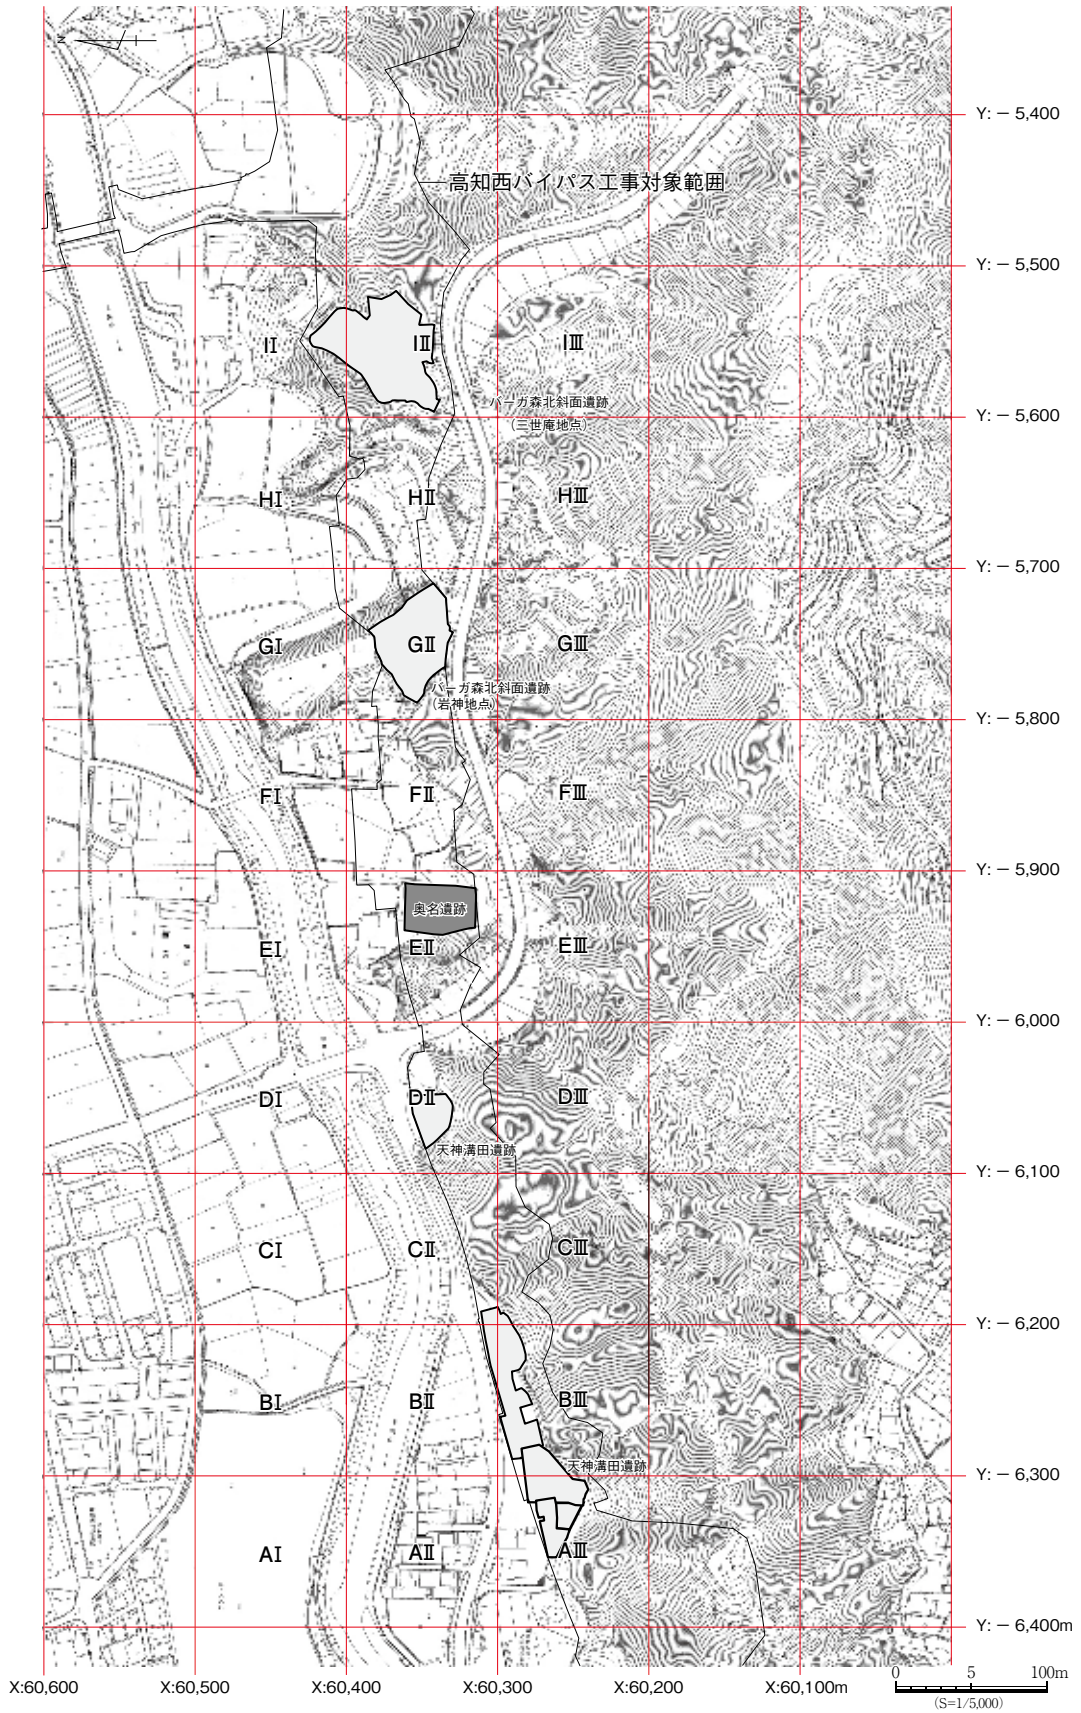 N
Y: − 5,400
高知西バイパス工事対象範囲
Y: − 5,500
IⅠ
IⅡ
IⅢ
バーガ森北斜面遺跡
(三世庵地点)
Y: − 5,600
HⅠ
HⅡ
HⅢ
Y: − 5,700
GⅠ
GⅡ
GⅢ
バーガ森北斜面遺跡
(岩神地点)
Y: − 5,800
FⅠ
FⅡ
FⅢ
Y: − 5,900
奥名遺跡
EⅠ
EⅡ
EⅢ
Y: − 6,000
DⅠ
DⅡ
DⅢ
天神溝田遺跡
Y: − 6,100
CⅠ
CⅡ
CⅢ
Y: − 6,200
BⅠ
BⅡ
BⅢ
天神溝田遺跡
Y: − 6,300
AⅠ
AⅡ
AⅢ
Y: − 6,400m
X:60,600
X:60,500
X:60,400
X:60,300
X:60,200
X:60,100m
0 5 100m
(S=1/5,000)